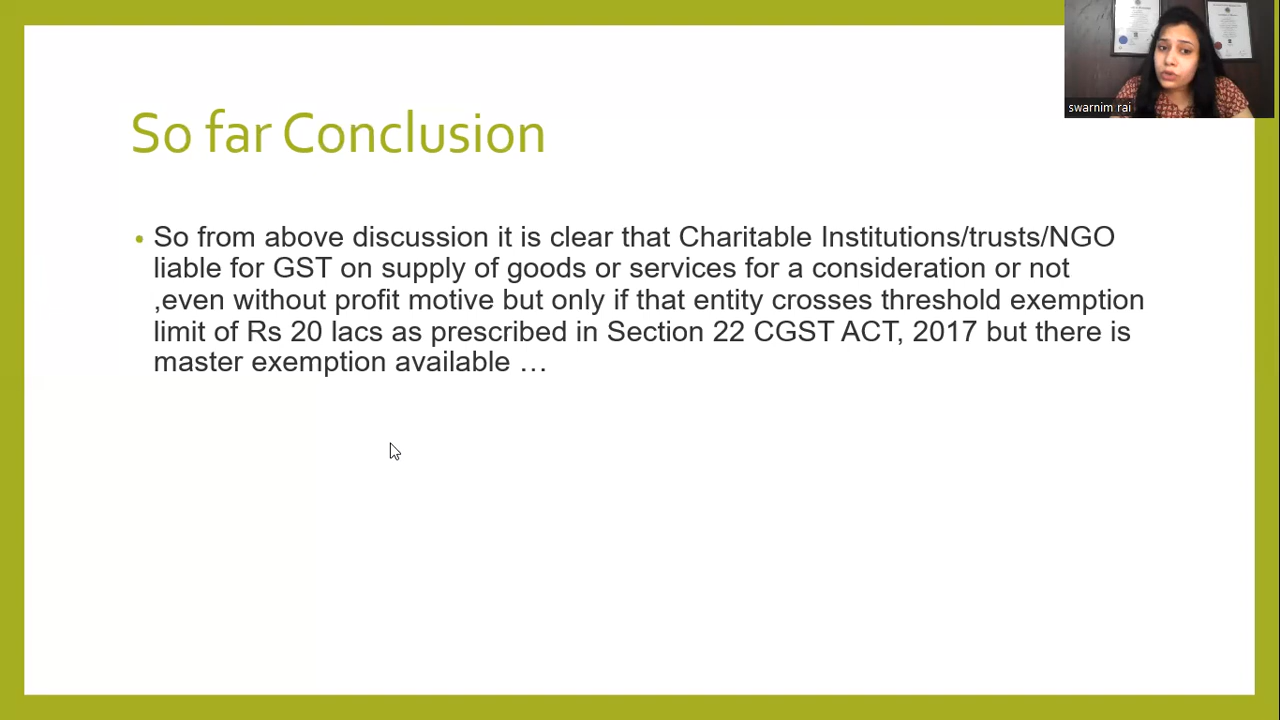 swarnim rai
So far Conclusion
• So from above discussion it is clear that Charitable Institutions/trusts/NGO
liable for GST on supply of goods or services for a consideration or not
,even without profit motive but only if that entity crosses threshold exemption
limit of Rs 20 lacs as prescribed in Section 22 CGST ACT, 2017 but there is
master exemption available …